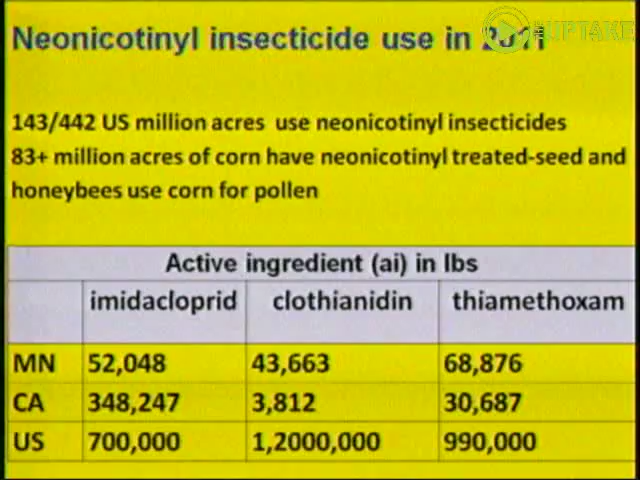 Neonicotinyl insecticide use in 2011
143/442 US million acres use neonicotinyl insecticides
83+ million acres of corn have neonicotinyl treated-seed and
honeybees use corn for pollen
Active ingredient (ai) in lbs
imidacloprid clothianidin thiamethoxam
MN 52,048 43,663 68,876
CA 348,247 3,812 30,687
US 700,000 1,2000,000 990,000